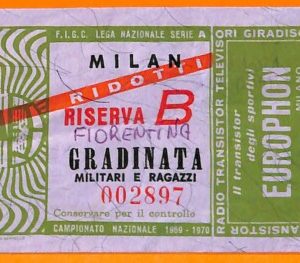 F.I.G.C. LEGA NAZIONALE SERIE A
MILAN
RIDOTTI
RISERVA B
FIORENTINA
GRADINATA
MILITARI E RAGAZZI
002897
Conservare per il controllo
CAMPIONATO NAZIONALE 1969 - 1970
RADIO TRANSISTOR TELEVISORI GIRADISC
Il transistor
degli sportivi
EUROPHON
MILANO
TRANSISTOR